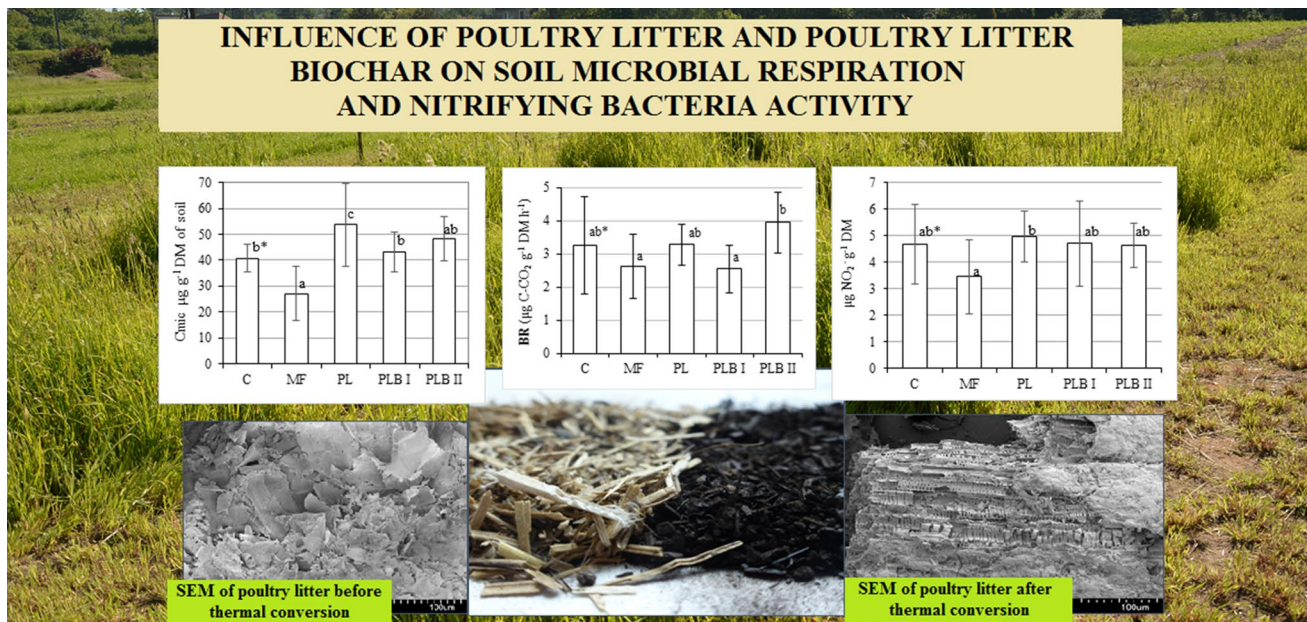 INFLUENCE OF POULTRY LITTER AND POULTRY LITTER
BIOCHAR ON SOIL MICROBIAL RESPIRATION
AND NITRIFYING BACTERIA ACTIVITY
Cmic µg g⁻¹ DM of soil
70
60
50
40
30
20
10
0
b*
a
c
b
ab
C MF PL PLB I PLB II
BR (µg C-CO₂ g⁻¹ DM h⁻¹)
5
4
3
2
1
0
ab*
a
ab
a
b
C MF PL PLB I PLB II
µg NO₂⁻ g⁻¹ DM
7
6
5
4
3
2
1
0
ab*
a
b
ab
ab
C MF PL PLB I PLB II
SEM of poultry litter before
thermal conversion
100um
SEM of poultry litter after
thermal conversion
100um